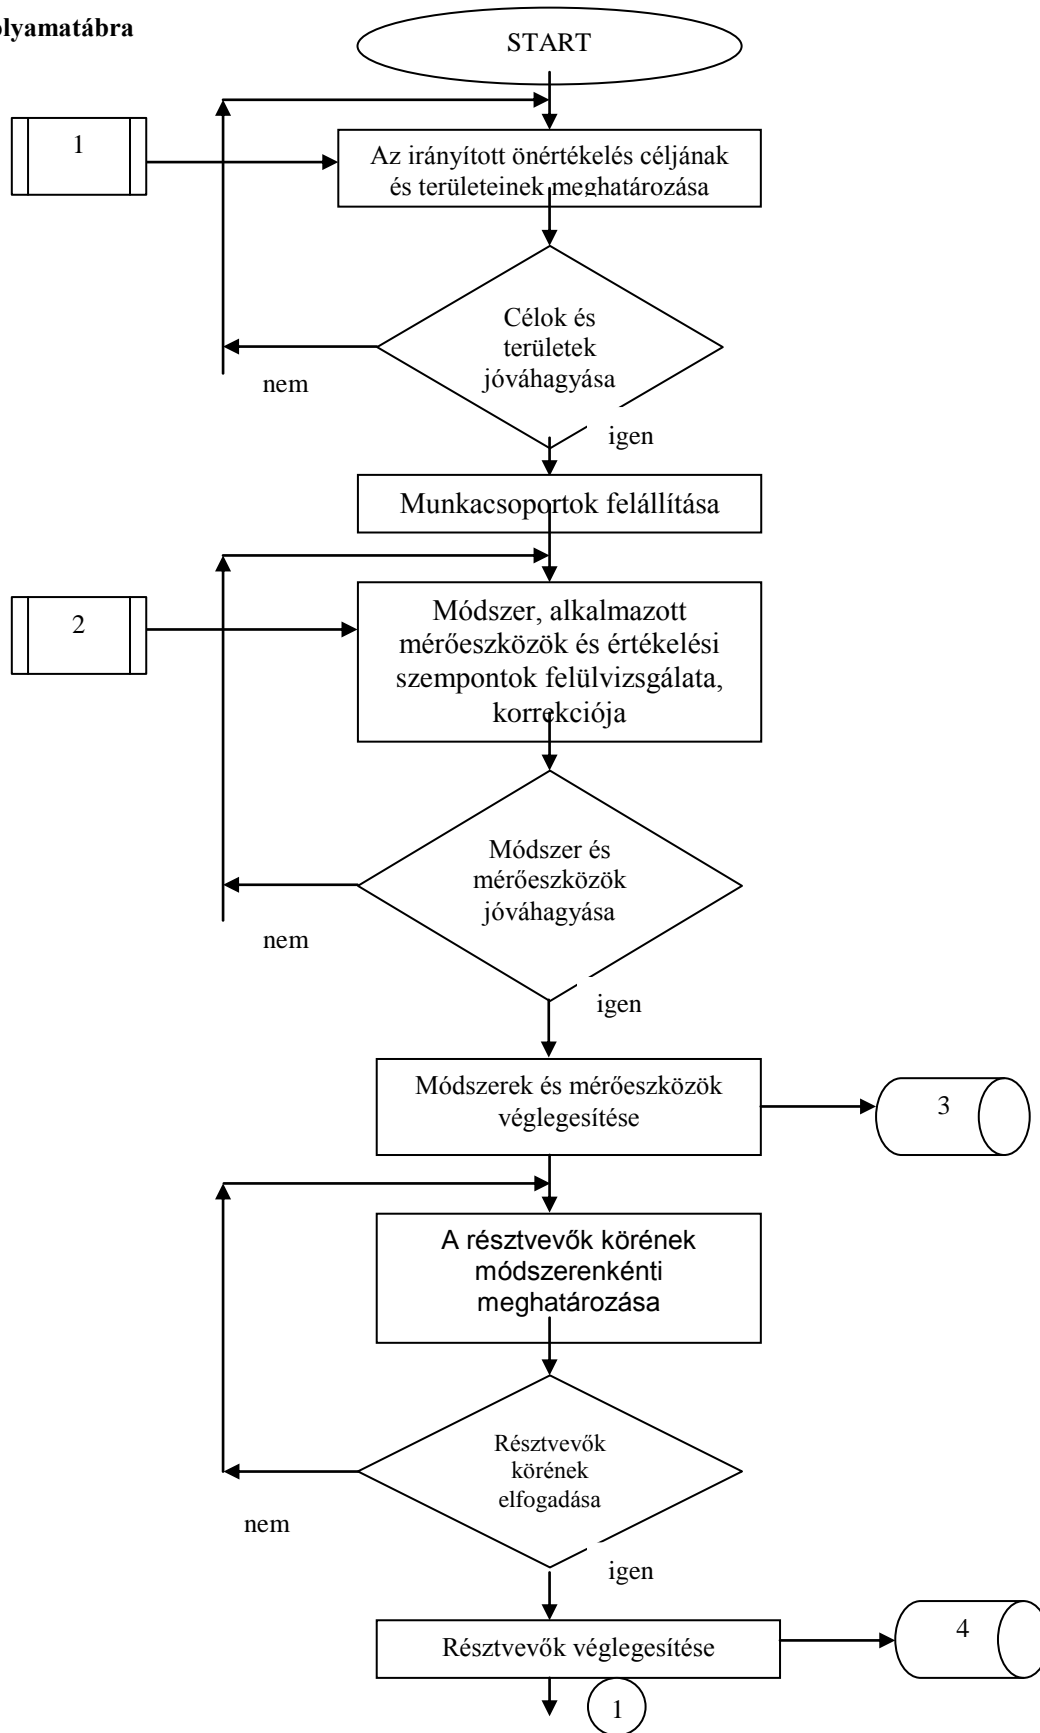 olyamatábra
START
1
Az irányított önértékelés céljának
és területeinek meghatározása
Célok és
területek
jóváhagyása
nem
igen
Munkacsoportok felállítása
2
Módszer, alkalmazott
mérőeszközök és értékelési
szempontok felülvizsgálata,
korrekciója
Módszer és
mérőeszközök
jóváhagyása
nem
igen
Módszerek és mérőeszközök
véglegesítése
3
A résztvevők körének
módszerenkénti
meghatározása
Résztvevők
körének
elfogadása
nem
igen
Résztvevők véglegesítése
4
1